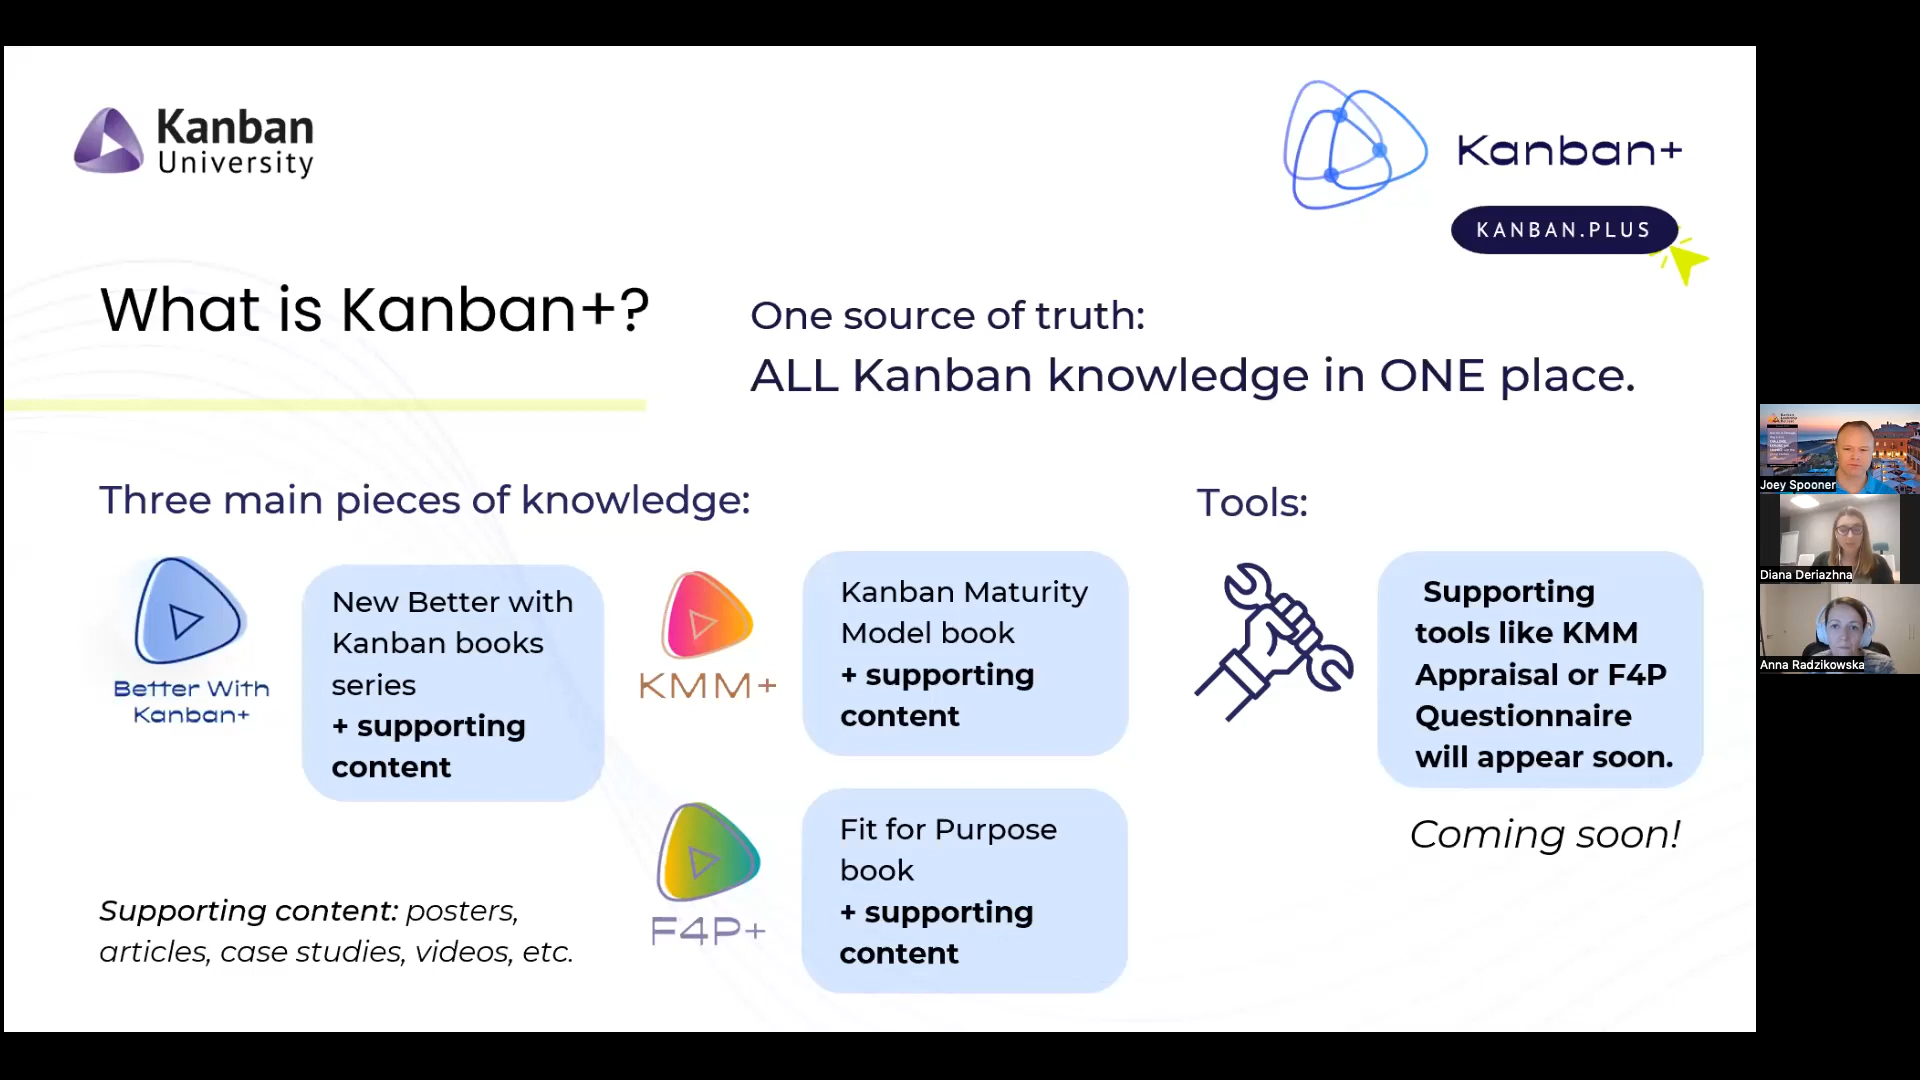 Kanban
University
Kanban+
KANBAN.PLUS
What is Kanban+?
One source of truth:
ALL Kanban knowledge in ONE place.
Three main pieces of knowledge:
Better With
Kanban+
New Better with
Kanban books
series
+ supporting
content
KMM+
Kanban Maturity
Model book
+ supporting
content
F4P+
Fit for Purpose
book
+ supporting
content
Tools:
Supporting
tools like KMM
Appraisal or F4P
Questionnaire
will appear soon.
Coming soon!
Supporting content: posters,
articles, case studies, videos, etc.
Joey Spooner
Diana Deriazhna
Anna Radzikowska